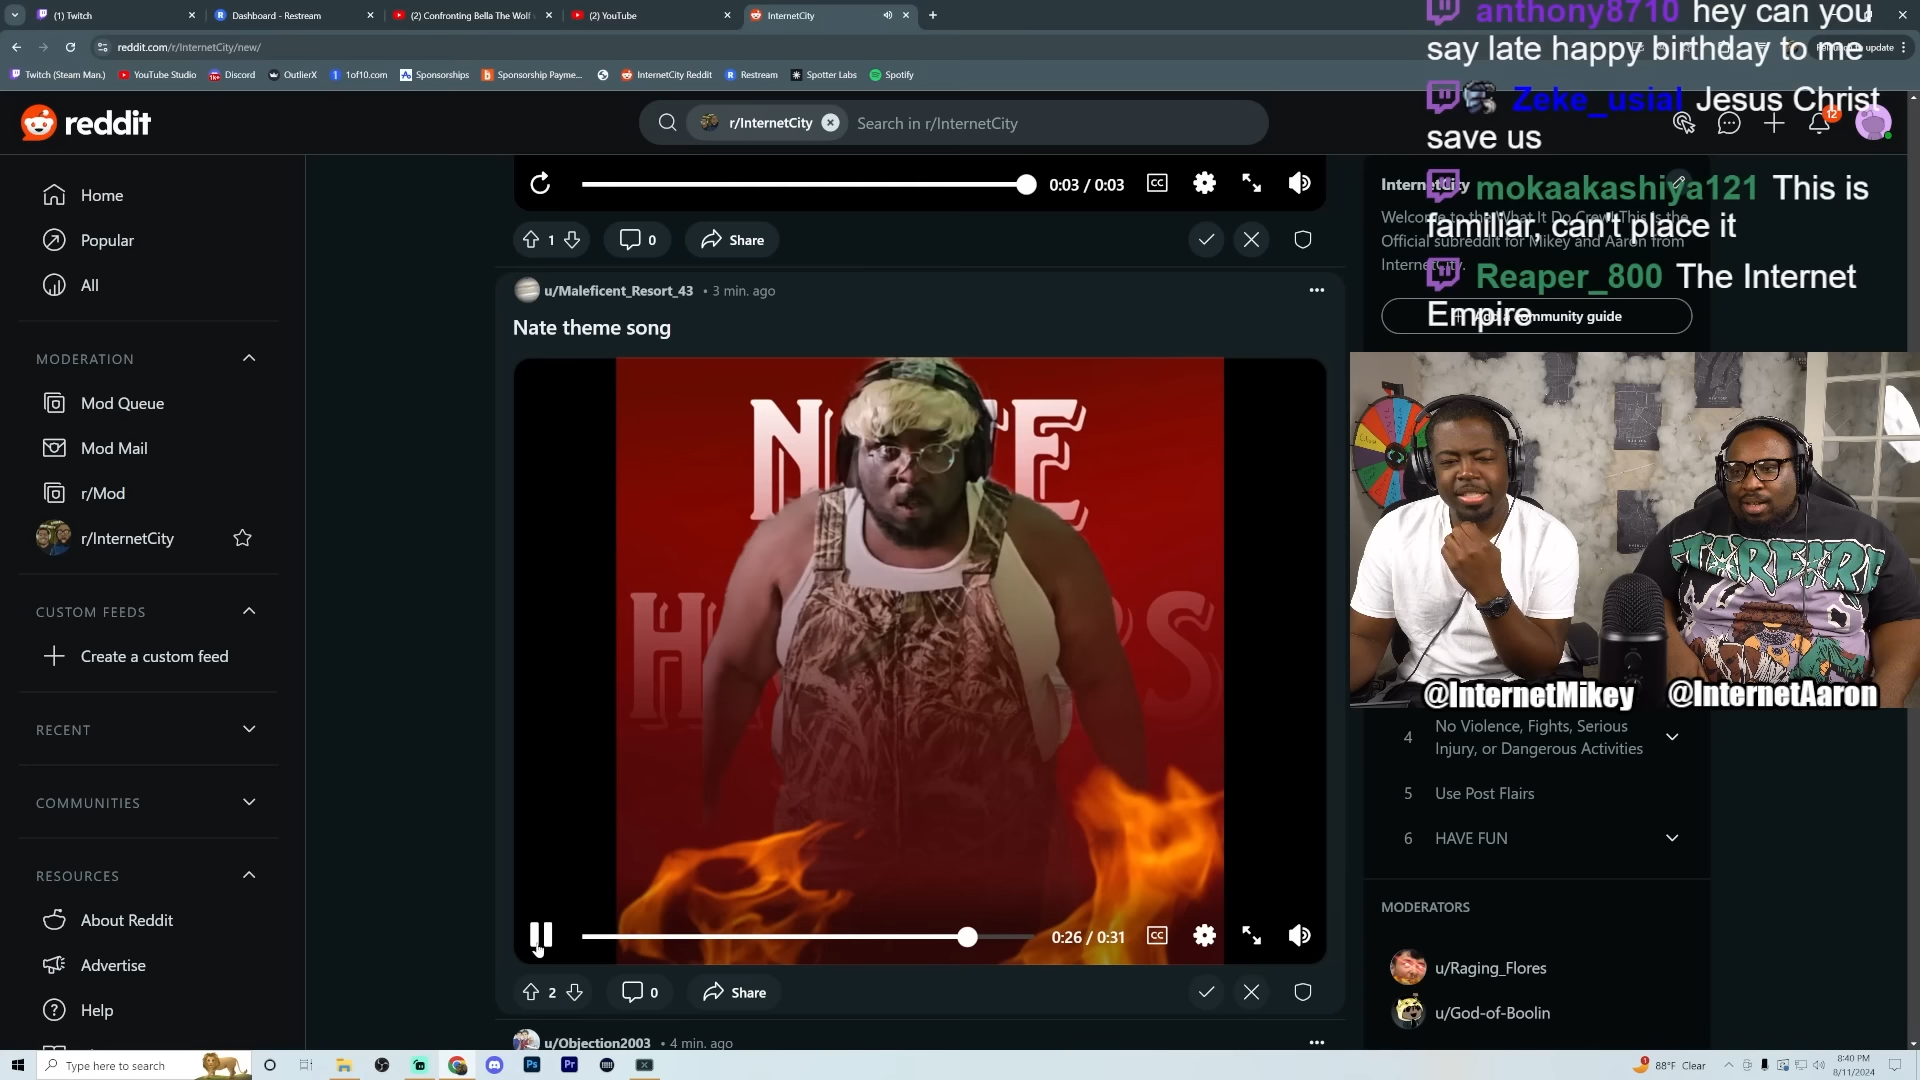 (1) Twitch
Dashboard - Restream
(2) Confronting Bella The Wolf
(2) YouTube
InternetCity
reddit.com/r/InternetCity/new/
Twitch (Steam Man.)
YouTube Studio
Discord
OutlierX
1of10.com
Sponsorships
Sponsorship Payme...
InternetCity Reddit
Restream
Spotter Labs
Spotify
reddit
r/InternetCity
Search in r/InternetCity
12
anthony8710 hey can you
say late happy birthday to me
Zeke_usial Jesus Christ
save us
mokaakashiya121 This is
familiar, can't place it
Reaper_800 The Internet
Empire
Home
Popular
All
MODERATION
Mod Queue
Mod Mail
r/Mod
r/InternetCity
CUSTOM FEEDS
Create a custom feed
RECENT
COMMUNITIES
RESOURCES
About Reddit
Advertise
Help
0:03 / 0:03
CC
1
0
Share
u/Maleficent_Resort_43 • 3 min. ago
Nate theme song
0:26 / 0:31
CC
2
0
Share
u/Objection2003 • 4 min. ago
InternetCity
Welcome to the What It Do Crew! This is the
Official subreddit for Mikey and Aaron from
InternetCity.
Add a community guide
@InternetMikey
@InternetAaron
4 No Violence, Fights, Serious
Injury, or Dangerous Activities
5 Use Post Flairs
6 HAVE FUN
MODERATORS
u/Raging_Flores
u/God-of-Boolin
Type here to search
88°F Clear
8:40 PM
8/11/2024